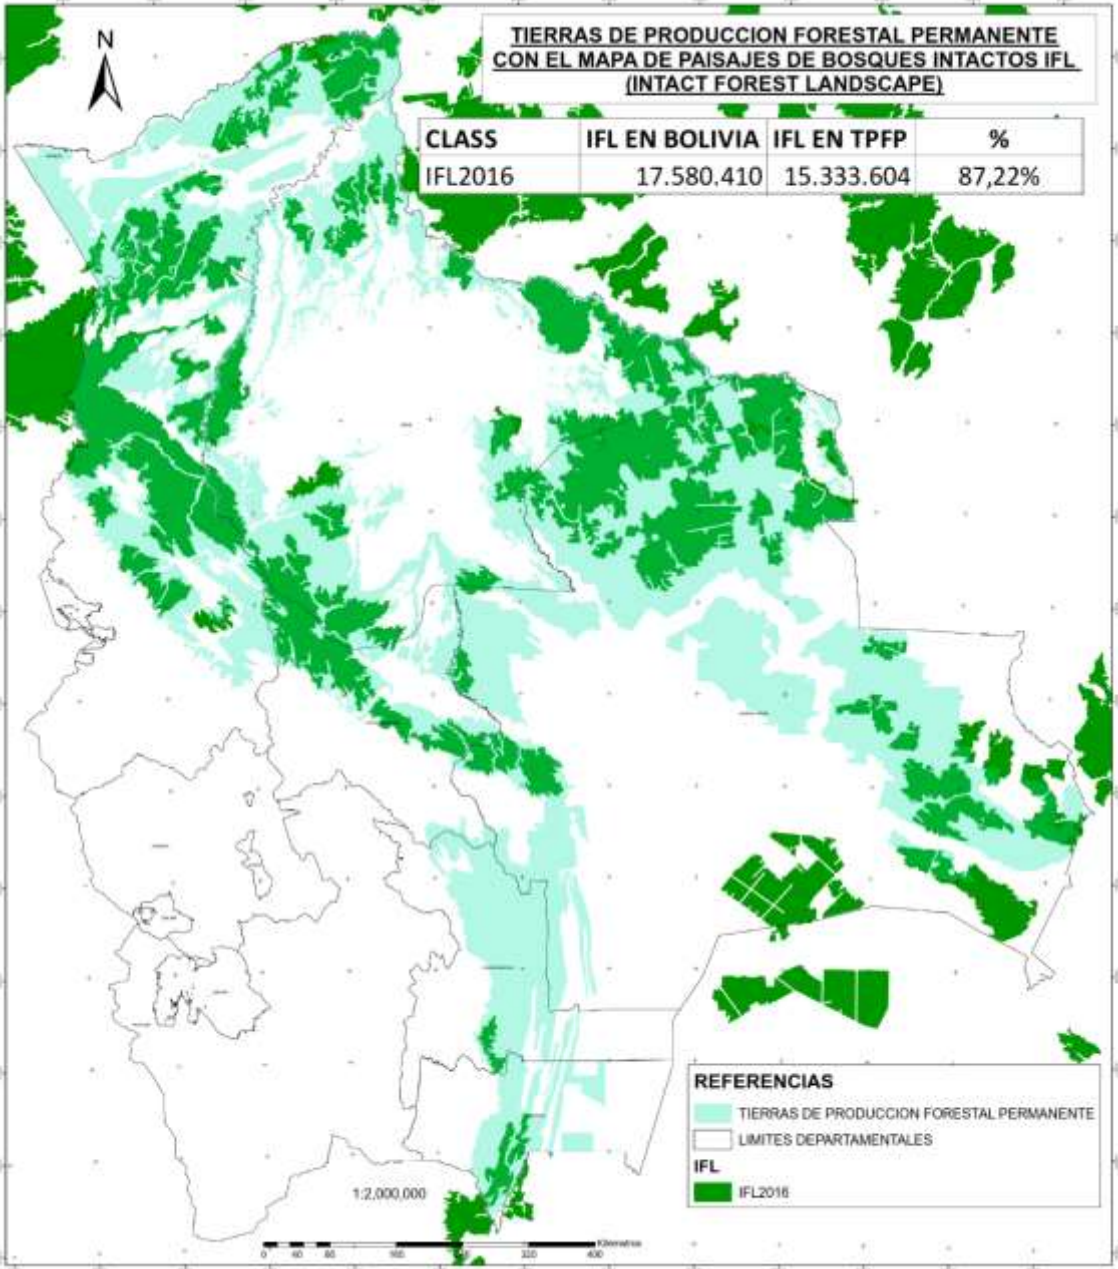 N
TIERRAS DE PRODUCCION FORESTAL PERMANENTE
CON EL MAPA DE PAISAJES DE BOSQUES INTACTOS IFL
(INTACT FOREST LANDSCAPE)
CLASS IFL EN BOLIVIA IFL EN TPFP %
IFL2016 17.580.410 15.333.604 87,22%
REFERENCIAS
TIERRAS DE PRODUCCION FORESTAL PERMANENTE
LIMITES DEPARTAMENTALES
IFL
IFL2016
1:2,000,000
Kilometros
0 40 80 160 320 400